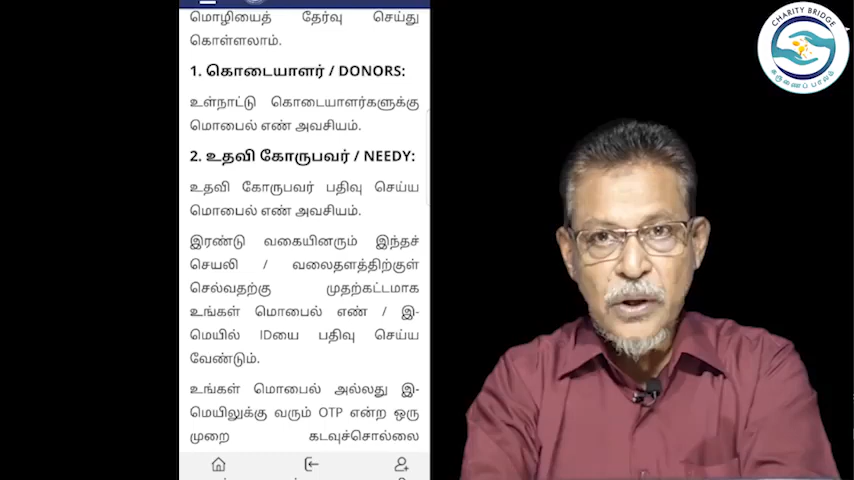 மொழியைத் தேர்வு செய்து
கொள்ளலாம்.
1. கொடையாளர் / DONORS:
உள்நாட்டு கொடையாளர்களுக்கு
மொபைல் எண் அவசியம்.
2. உதவி கோருபவர் / NEEDY:
உதவி கோருபவர் பதிவு செய்ய
மொபைல் எண் அவசியம்.
இரண்டு வகையினரும் இந்தச்
செயலி / வலைதளத்திற்குள்
செல்வதற்கு முதற்கட்டமாக
உங்கள் மொபைல் எண் / இ-
மெயில் IDயை பதிவு செய்ய
வேண்டும்.
உங்கள் மொபைல் அல்லது இ-
மெயிலுக்கு வரும் OTP என்ற ஒரு
முறை கடவுச்சொல்லை
CHARITY BRIDGE
கருணைப் பாலம்